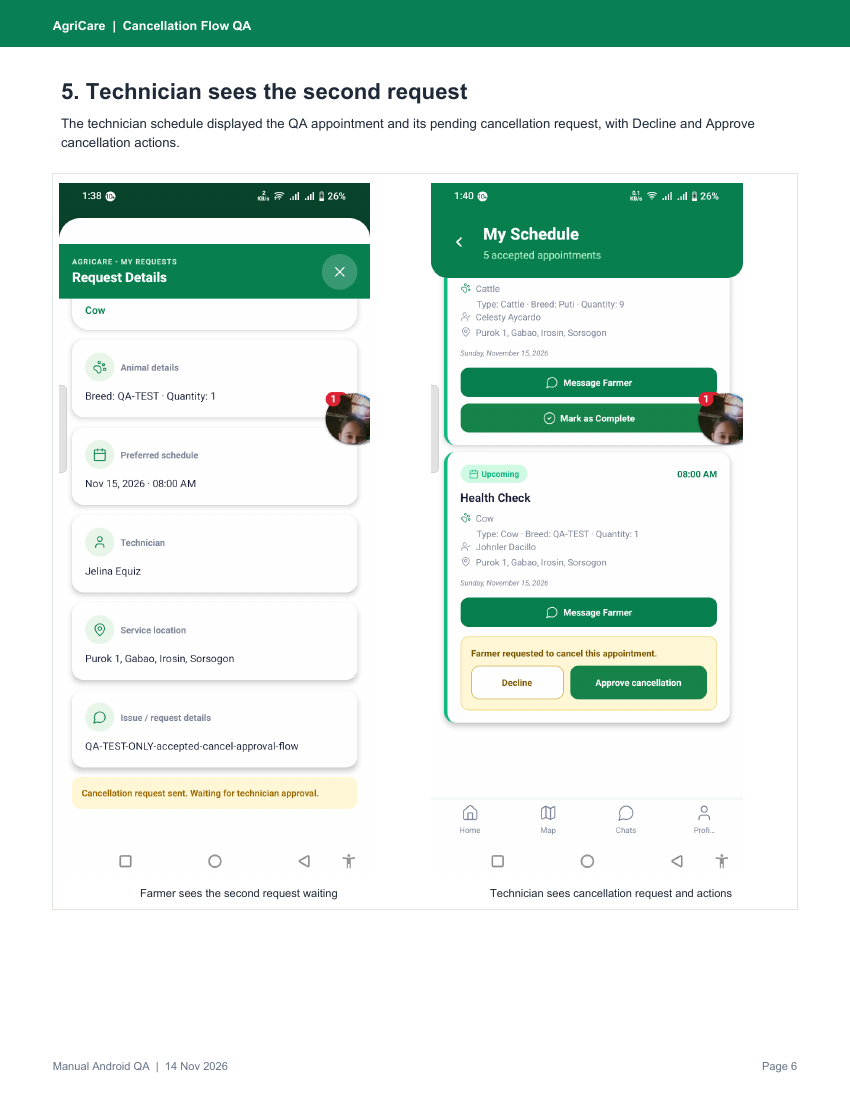 AgriCare | Cancellation Flow QA
5. Technician sees the second request
The technician schedule displayed the QA appointment and its pending cancellation request, with Decline and Approve
cancellation actions.
1:38
2 KB/s
26%
AGRICARE • MY REQUESTS
Request Details
Cow
Animal details
Breed: QA-TEST · Quantity: 1
1
Preferred schedule
Nov 15, 2026 · 08:00 AM
Technician
Jelina Equiz
Service location
Purok 1, Gabao, Irosin, Sorsogon
Issue / request details
QA-TEST-ONLY-accepted-cancel-approval-flow
Cancellation request sent. Waiting for technician approval.
Farmer sees the second request waiting
1:40
0.1 KB/s
26%
My Schedule
5 accepted appointments
Cattle
Type: Cattle · Breed: Puti · Quantity: 9
Celesty Aycardo
Purok 1, Gabao, Irosin, Sorsogon
Sunday, November 15, 2026
Message Farmer
1
Mark as Complete
Upcoming
08:00 AM
Health Check
Cow
Type: Cow · Breed: QA-TEST · Quantity: 1
Johnler Dacillo
Purok 1, Gabao, Irosin, Sorsogon
Sunday, November 15, 2026
Message Farmer
Farmer requested to cancel this appointment.
Decline
Approve cancellation
Home
Map
Chats
Profi...
Technician sees cancellation request and actions
Manual Android QA | 14 Nov 2026
Page 6